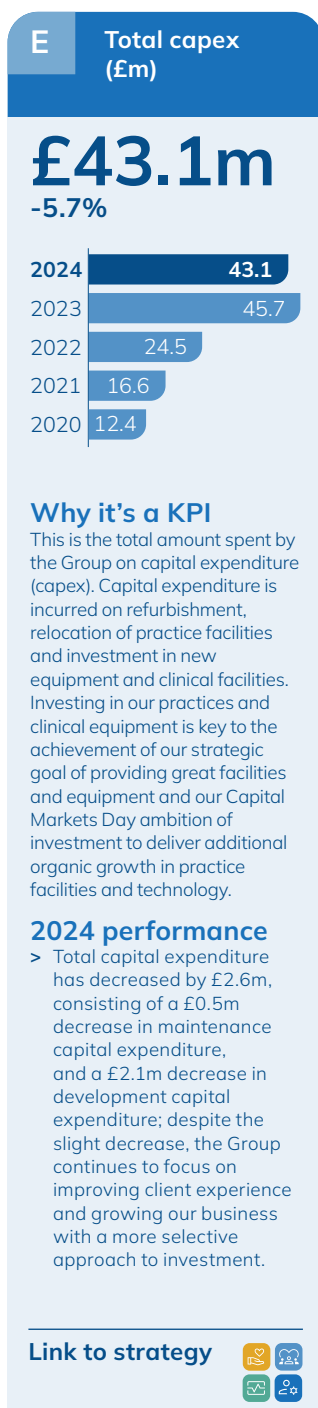 E
Total capex
(£m)
£43.1m
-5.7%
2024 43.1
2023 45.7
2022 24.5
2021 16.6
2020 12.4
Why it’s a KPI
This is the total amount spent by
the Group on capital expenditure
(capex). Capital expenditure is
incurred on refurbishment,
relocation of practice facilities
and investment in new
equipment and clinical facilities.
Investing in our practices and
clinical equipment is key to the
achievement of our strategic
goal of providing great facilities
and equipment and our Capital
Markets Day ambition of
investment to deliver additional
organic growth in practice
facilities and technology.
2024 performance
> Total capital expenditure
has decreased by £2.6m,
consisting of a £0.5m
decrease in maintenance
capital expenditure,
and a £2.1m decrease in
development capital
expenditure; despite the
slight decrease, the Group
continues to focus on
improving client experience
and growing our business
with a more selective
approach to investment.
Link to strategy